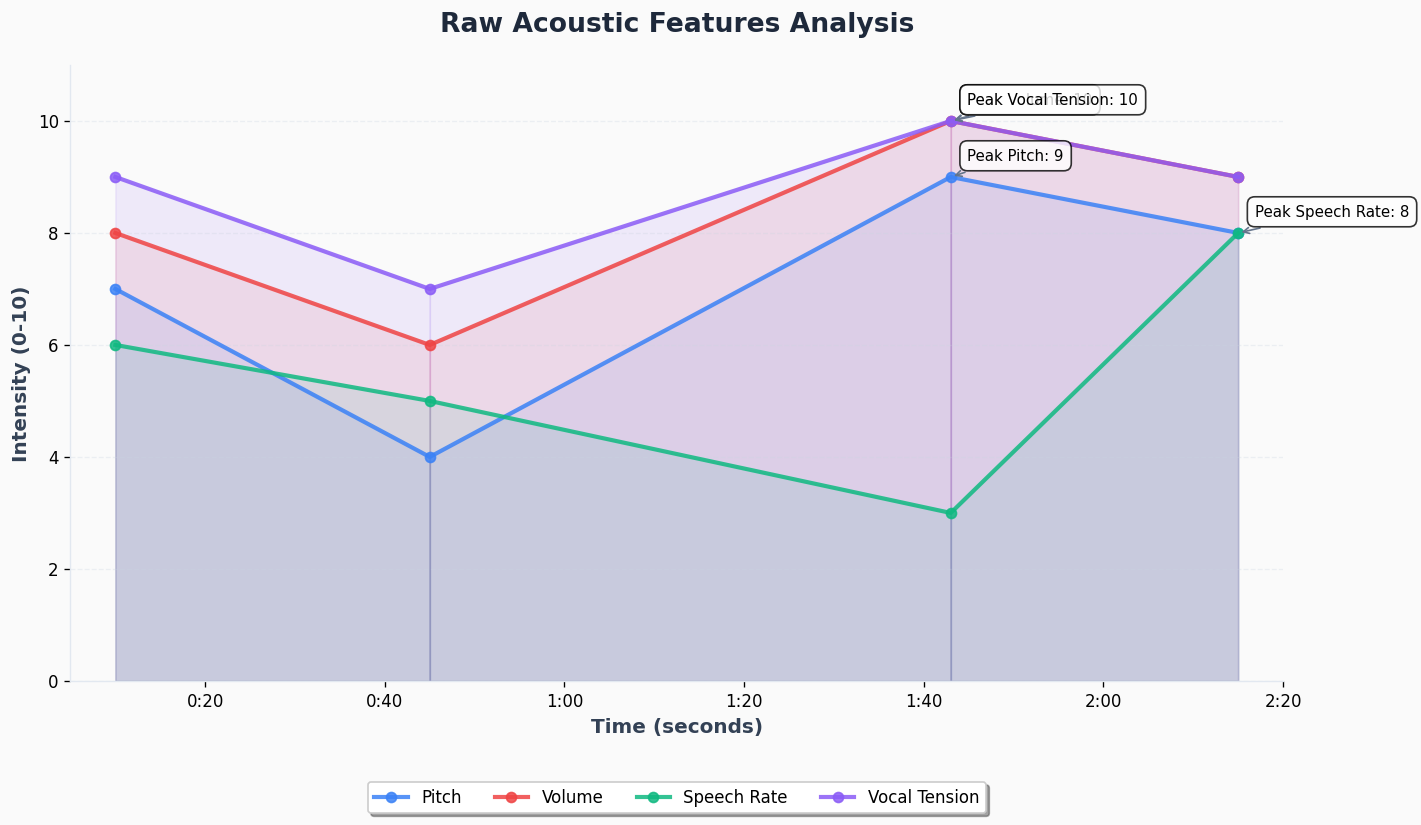 Raw Acoustic Features Analysis
Peak Vocal Tension: 10
Peak Pitch: 9
Peak Speech Rate: 8
Intensity (0-10)
10
8
6
4
2
0
0:20 0:40 1:00 1:20 1:40 2:00 2:20
Time (seconds)
Pitch Volume Speech Rate Vocal Tension